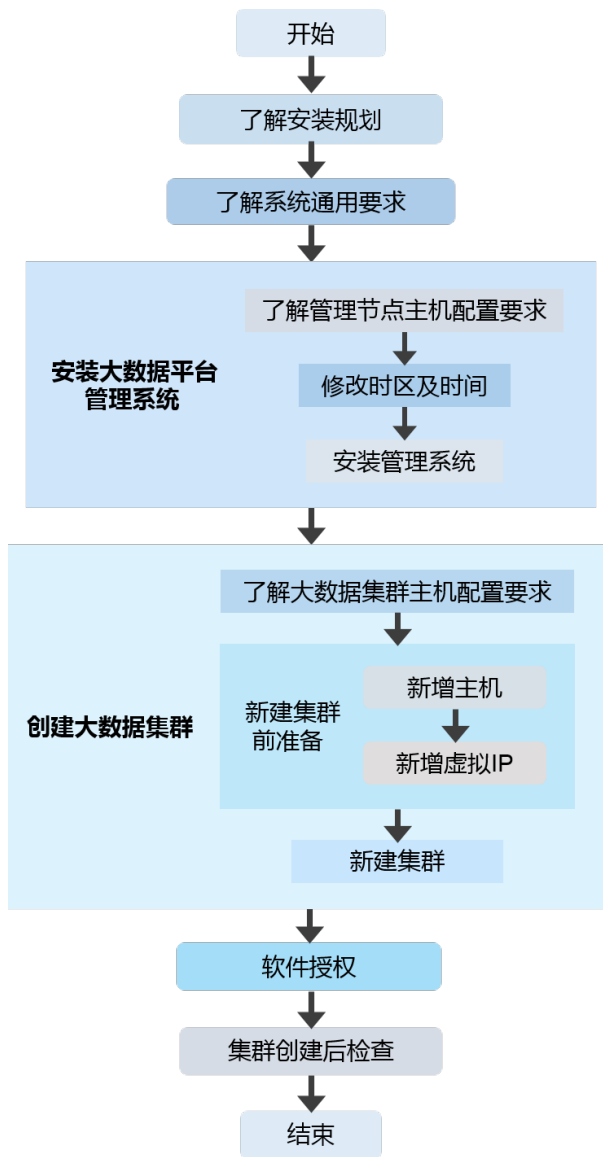 开始
了解安装规划
了解系统通用要求
安装大数据平台
管理系统
了解管理节点主机配置要求
修改时区及时间
安装管理系统
创建大数据集群
了解大数据集群主机配置要求
新建集群
前准备
新增主机
新增虚拟IP
新建集群
软件授权
集群创建后检查
结束